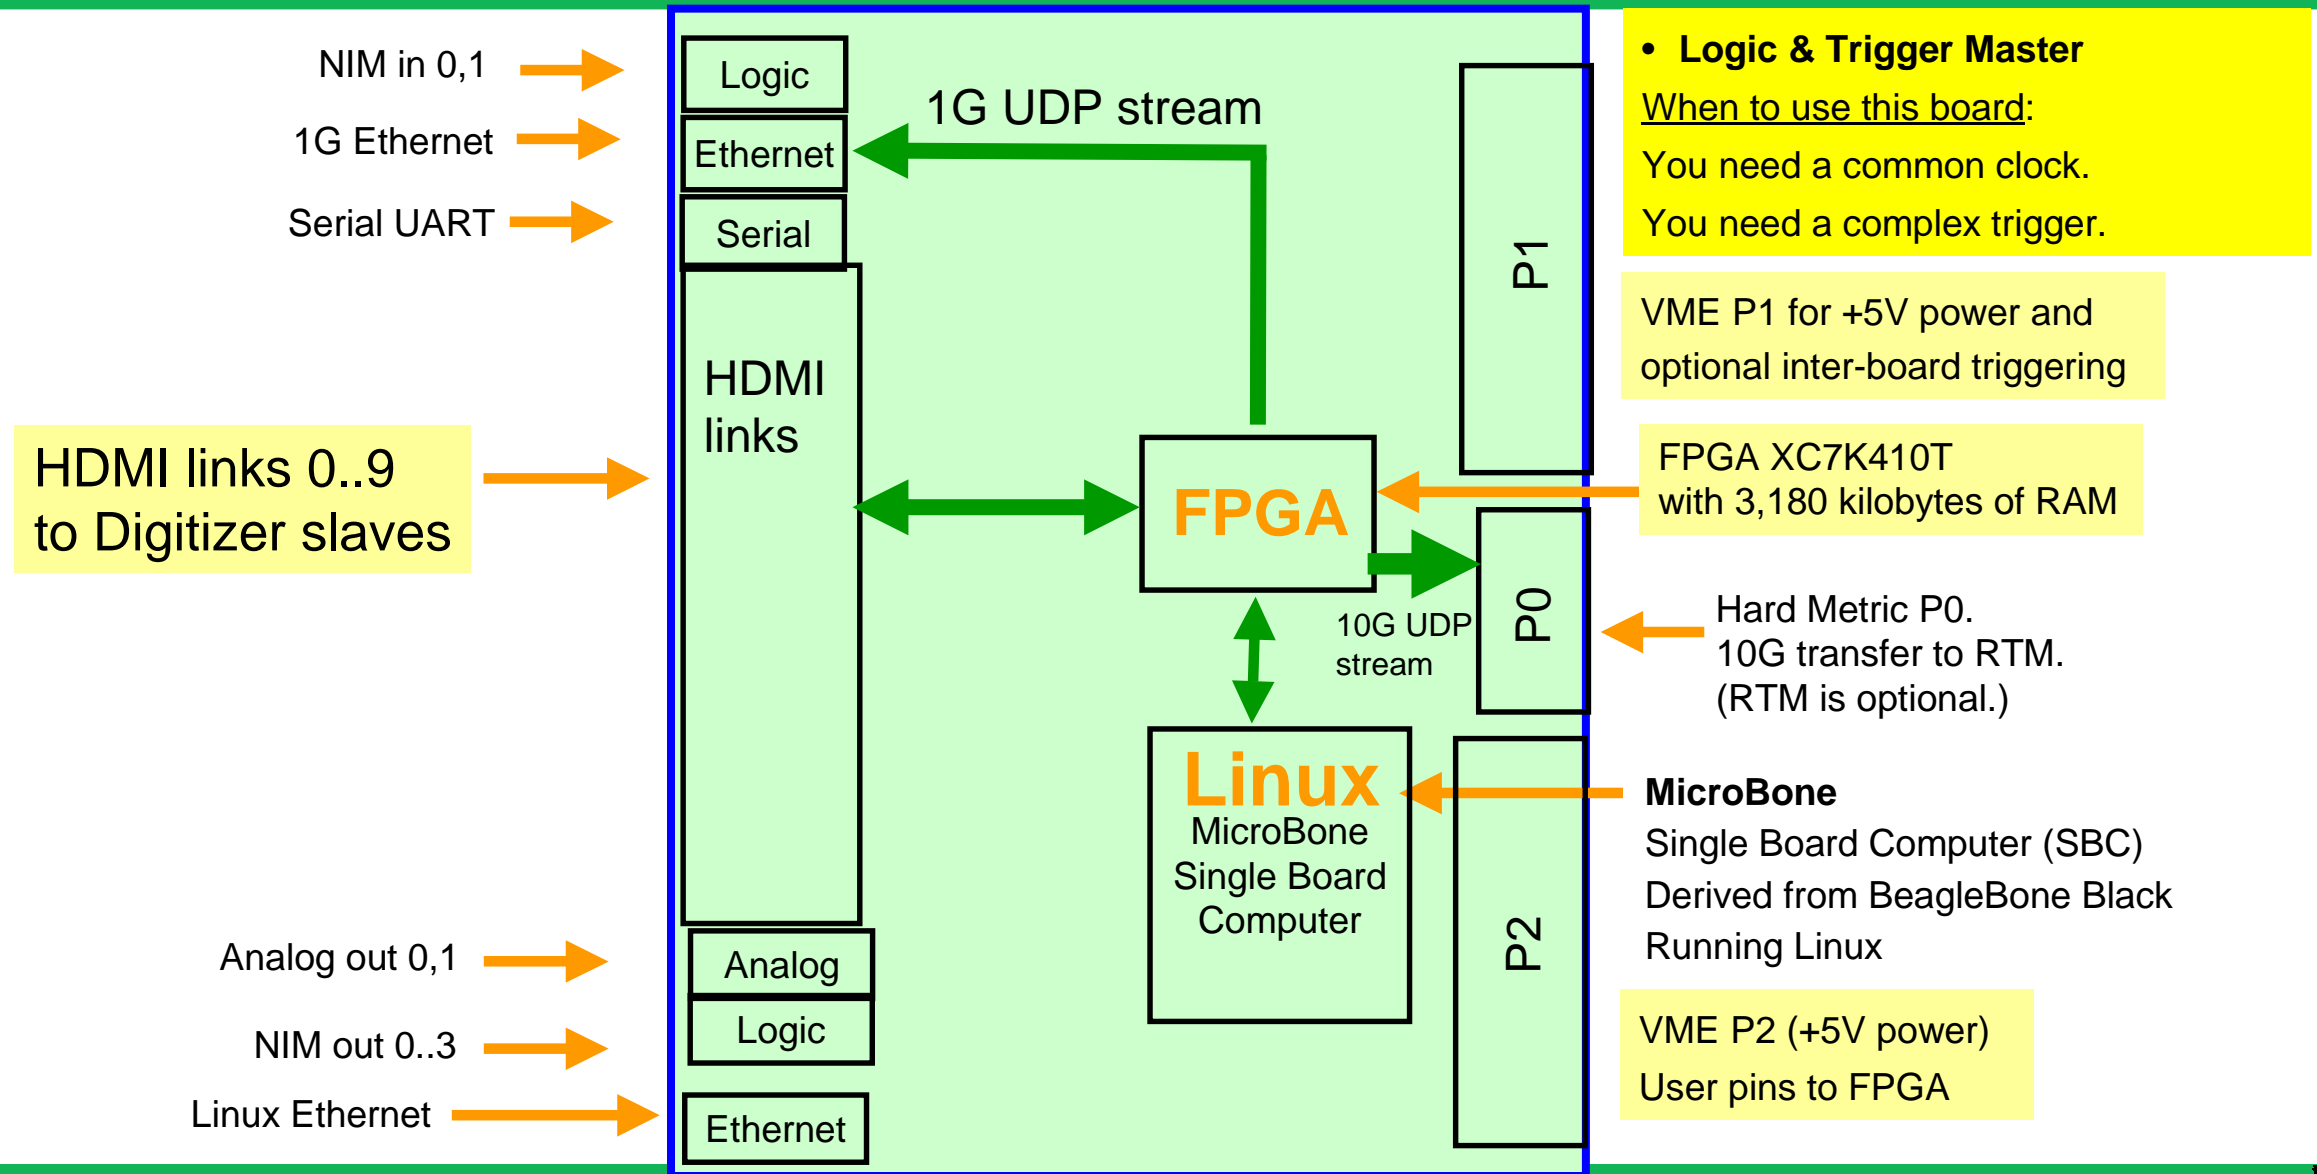 NIM in 0,1
1G Ethernet
Serial UART
HDMI links 0..9
to Digitizer slaves
Analog out 0,1
NIM out 0..3
Linux Ethernet
Logic
Ethernet
Serial
HDMI
links
Analog
Logic
Ethernet
1G UDP stream
FPGA
10G UDP
stream
Linux
MicroBone
Single Board
Computer
P1
P0
P2
• Logic & Trigger Master
When to use this board:
You need a common clock.
You need a complex trigger.
VME P1 for +5V power and
optional inter-board triggering
FPGA XC7K410T
with 3,180 kilobytes of RAM
Hard Metric P0.
10G transfer to RTM.
(RTM is optional.)
MicroBone
Single Board Computer (SBC)
Derived from BeagleBone Black
Running Linux
VME P2 (+5V power)
User pins to FPGA